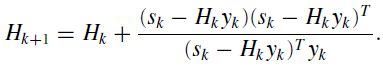 H_{k+1} = H_k + \frac{(s_k - H_k y_k)(s_k - H_k y_k)^T}{(s_k - H_k y_k)^T y_k}.